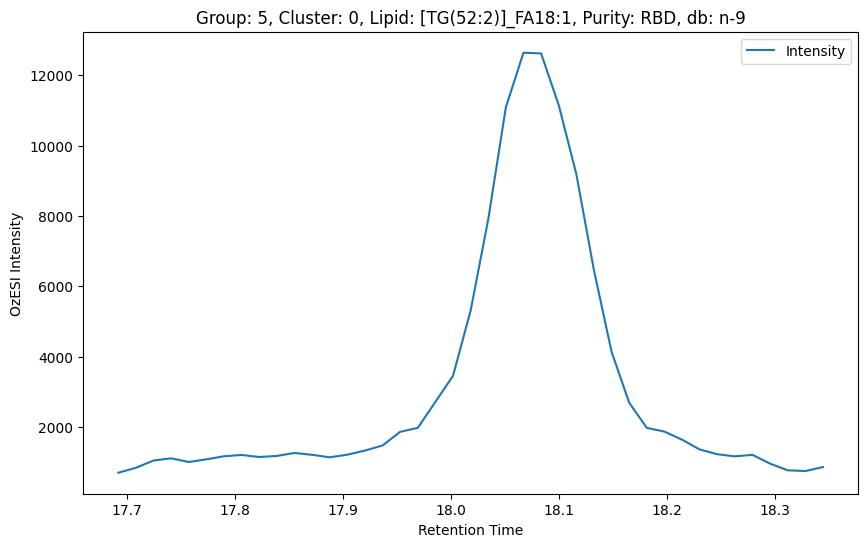 Group: 5, Cluster: 0, Lipid: [TG(52:2)]_FA18:1, Purity: RBD, db: n-9
Intensity
12000
10000
8000
6000
4000
2000
OzESI Intensity
17.7 17.8 17.9 18.0 18.1 18.2 18.3
Retention Time